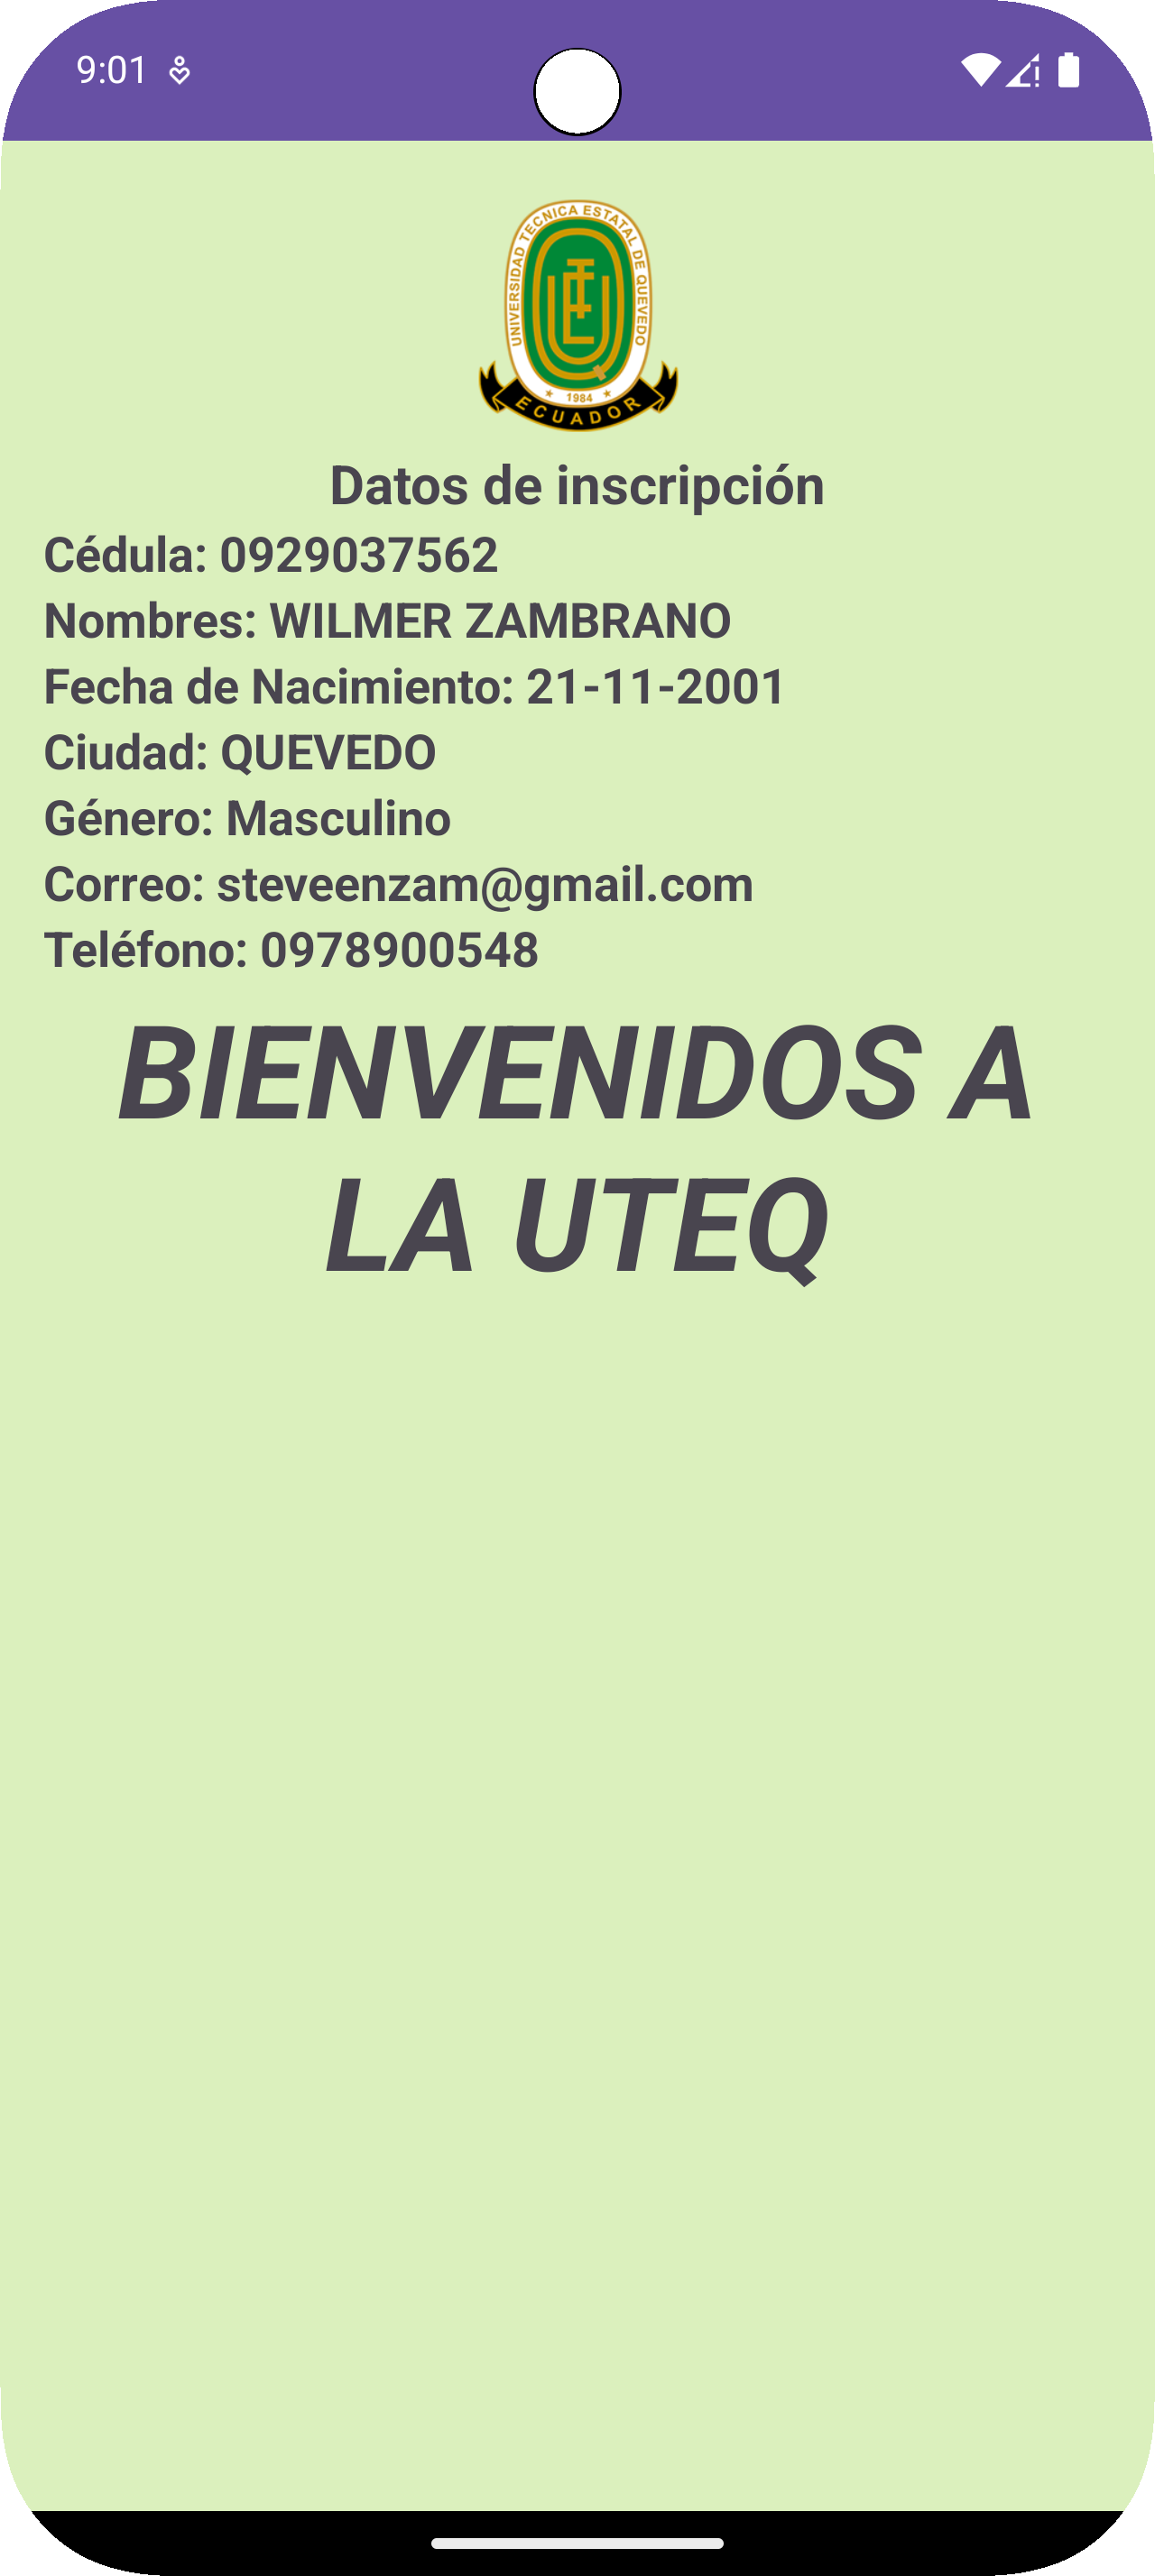 9:01
UNIVERSIDAD TECNICA ESTATAL DE QUEVEDO
1984
ECUADOR
Datos de inscripción
Cédula: 0929037562
Nombres: WILMER ZAMBRANO
Fecha de Nacimiento: 21-11-2001
Ciudad: QUEVEDO
Género: Masculino
Correo: steveenzam@gmail.com
Teléfono: 0978900548
BIENVENIDOS A
LA UTEQ